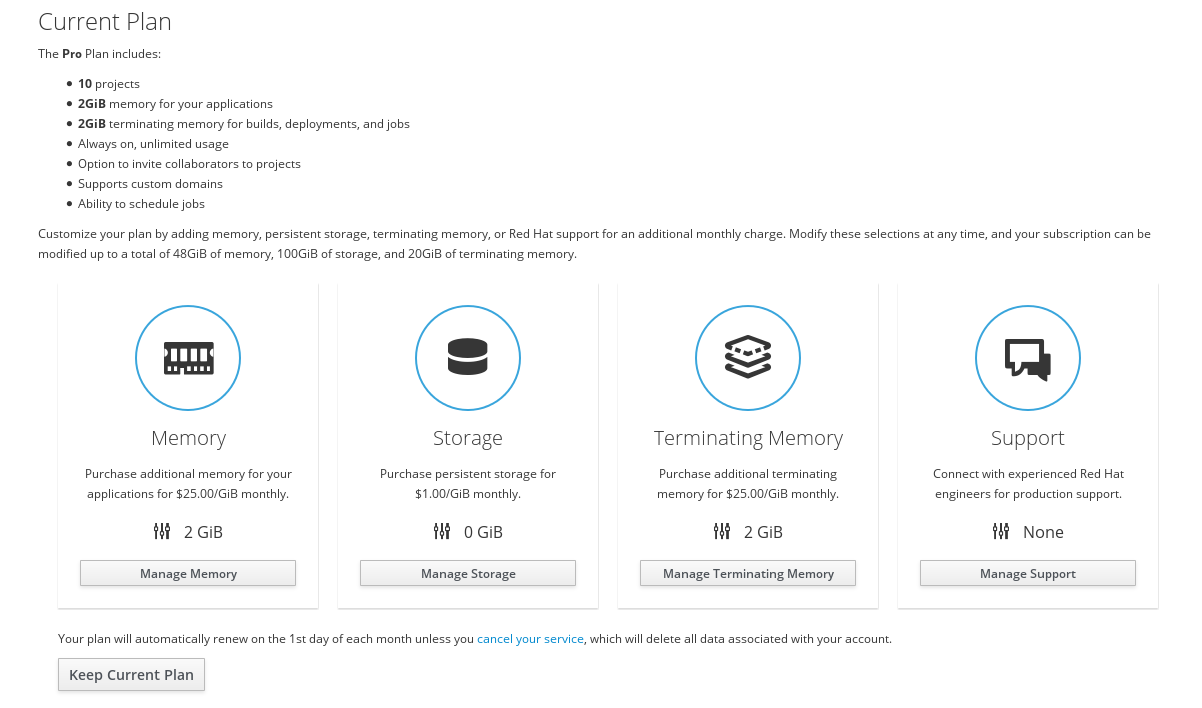 Current Plan
The Pro Plan includes:
10 projects
2GiB memory for your applications
2GiB terminating memory for builds, deployments, and jobs
Always on, unlimited usage
Option to invite collaborators to projects
Supports custom domains
Ability to schedule jobs
Customize your plan by adding memory, persistent storage, terminating memory, or Red Hat support for an additional monthly charge. Modify these selections at any time, and your subscription can be
modified up to a total of 48GiB of memory, 100GiB of storage, and 20GiB of terminating memory.
Memory
Purchase additional memory for your
applications for $25.00/GiB monthly.
2 GiB
Manage Memory
Storage
Purchase persistent storage for
$1.00/GiB monthly.
0 GiB
Manage Storage
Terminating Memory
Purchase additional terminating
memory for $25.00/GiB monthly.
2 GiB
Manage Terminating Memory
Support
Connect with experienced Red Hat
engineers for production support.
None
Manage Support
Your plan will automatically renew on the 1st day of each month unless you cancel your service, which will delete all data associated with your account.
Keep Current Plan